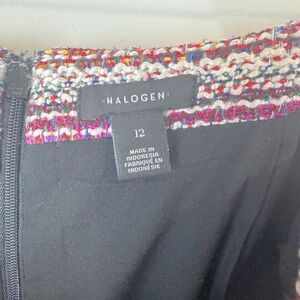 ·HALOGEN·
12
MADE IN
INDONESIA
FABRIQUÉ EN
INDONÉSIE